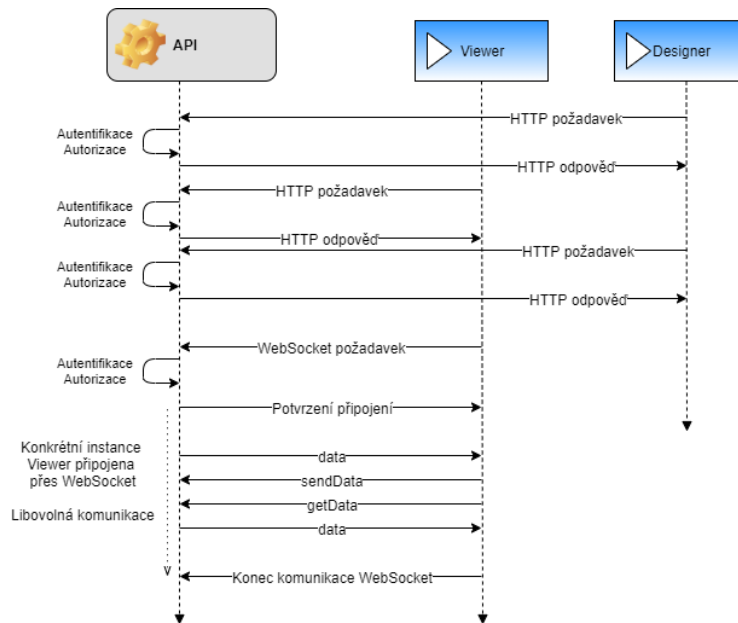 API
Viewer
Designer
HTTP požadavek
Autentifikace
Autorizace
HTTP odpověď
HTTP požadavek
Autentifikace
Autorizace
HTTP odpověď
HTTP požadavek
Autentifikace
Autorizace
HTTP odpověď
WebSocket požadavek
Autentifikace
Autorizace
Potvrzení připojení
Konkrétní instance
Viewer připojena
přes WebSocket
Libovolná komunikace
data
sendData
getData
data
Konec komunikace WebSocket